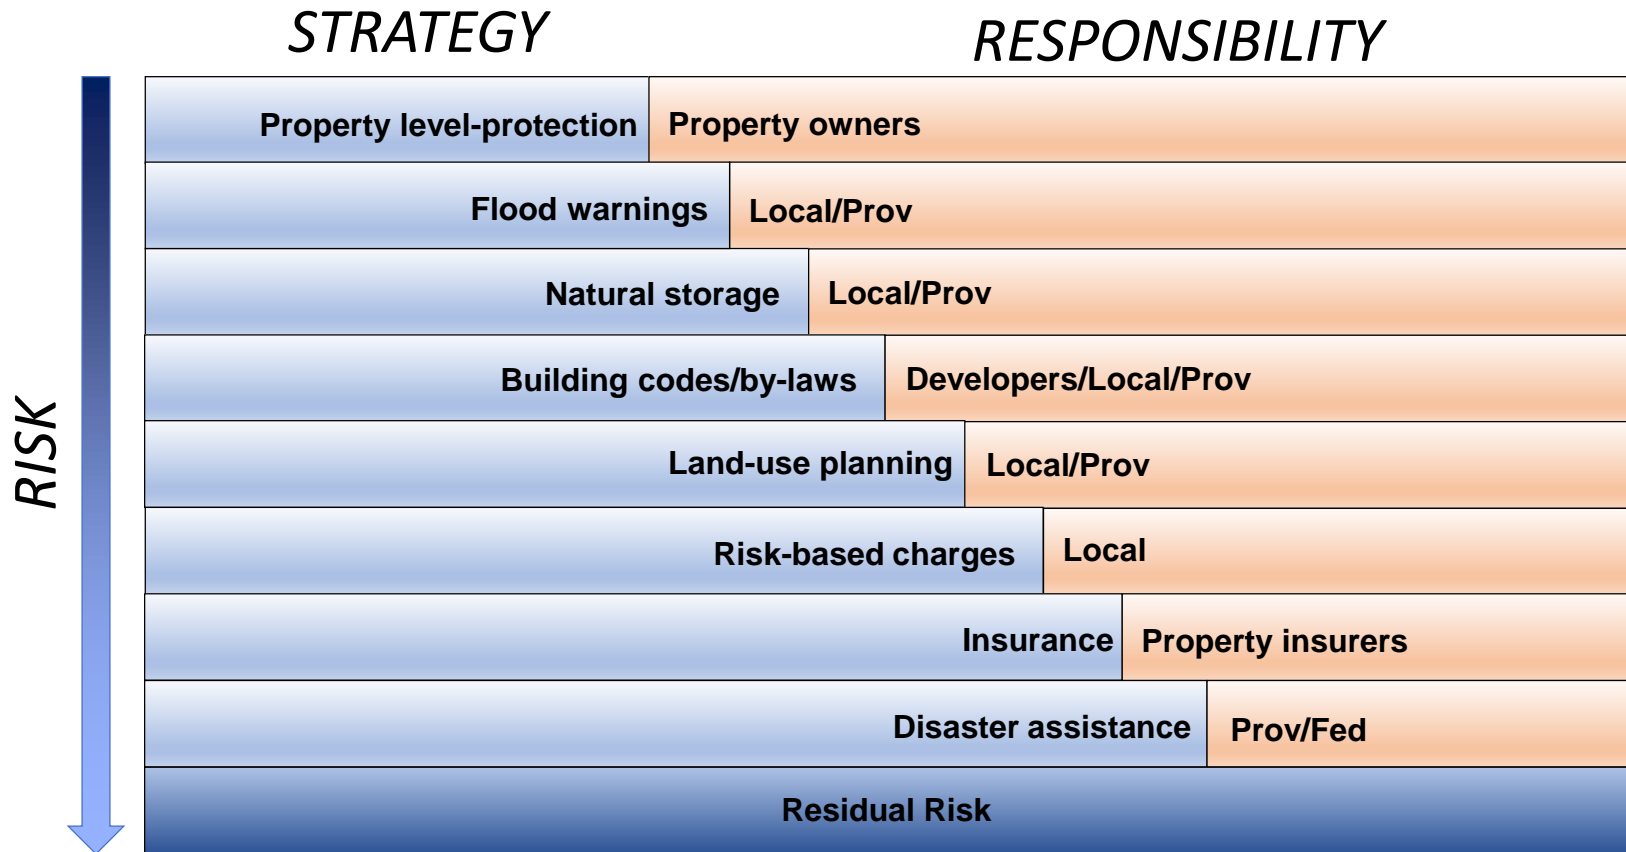 STRATEGY RESPONSIBILITY
RISK
Property level-protection Property owners
Flood warnings Local/Prov
Natural storage Local/Prov
Building codes/by-laws Developers/Local/Prov
Land-use planning Local/Prov
Risk-based charges Local
Insurance Property insurers
Disaster assistance Prov/Fed
Residual Risk